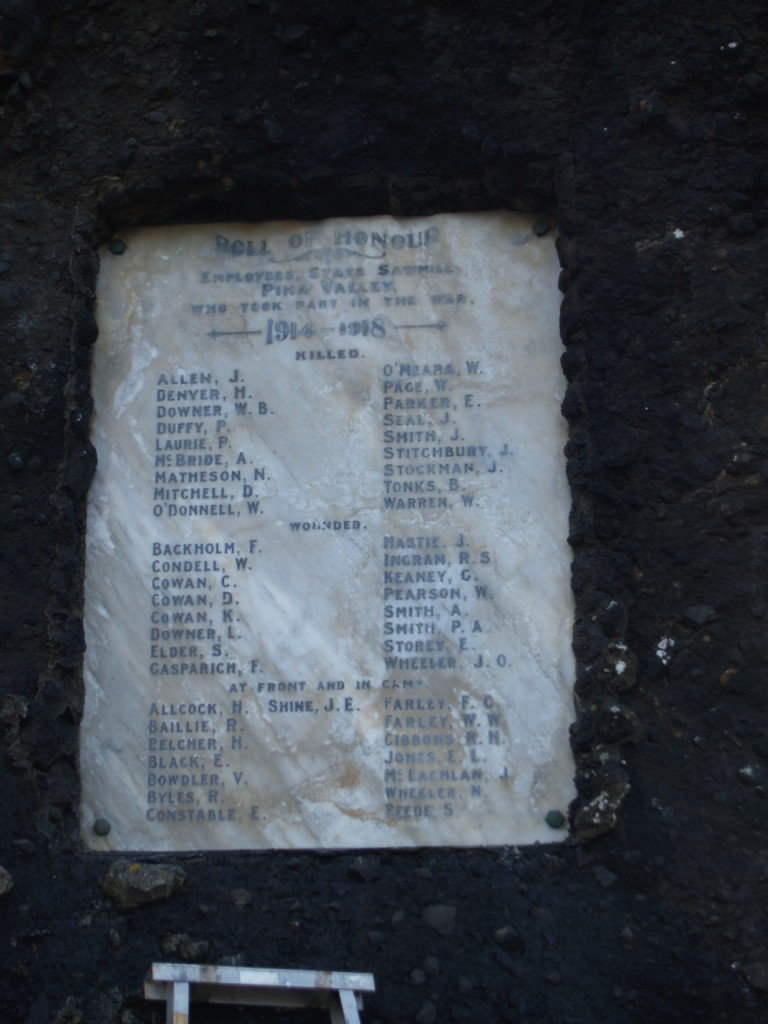 ROLL OF HONOUR
EMPLOYEES, STATE SAWMILL
PIHA VALLEY,
WHO TOOK PART IN THE WAR,
1914-1918
KILLED.
ALLEN, J.
DENYER, H.
DOWNER, W. B.
DUFFY, P.
LAURIE, P.
McBRIDE, A.
MATHESON, N.
MITCHELL, D.
O'DONNELL, W.
O'MEARA, W.
PAGE, W.
PARKER, E.
SEAL, J.
SMITH, J.
STITCHBURY, J.
STOCKMAN, J.
TONKS, B.
WARREN, W.
WOUNDED.
BACKHOLM, F.
CONDELL, W.
COWAN, C.
COWAN, D.
COWAN, K.
DOWNER, L.
ELDER, S.
GASPARICH, F.
HASTIE, J.
INGRAM, R. S
KEANEY, G.
PEARSON, W.
SMITH, A.
SMITH, P. A.
STOREY, E.
WHEELER, J. O.
AT FRONT AND IN CAMP
ALLCOCK, H. SHINE, J. E.
BAILLIE, R.
BELCHER, H.
BLACK, E.
BOWDLER, V.
BYLES, R.
CONSTABLE, E.
FARLEY, F. C.
FARLEY, W. W.
GIBBONS, R. H.
JONES, E. L.
McLACHLAN, J.
WHEELER, N.
S